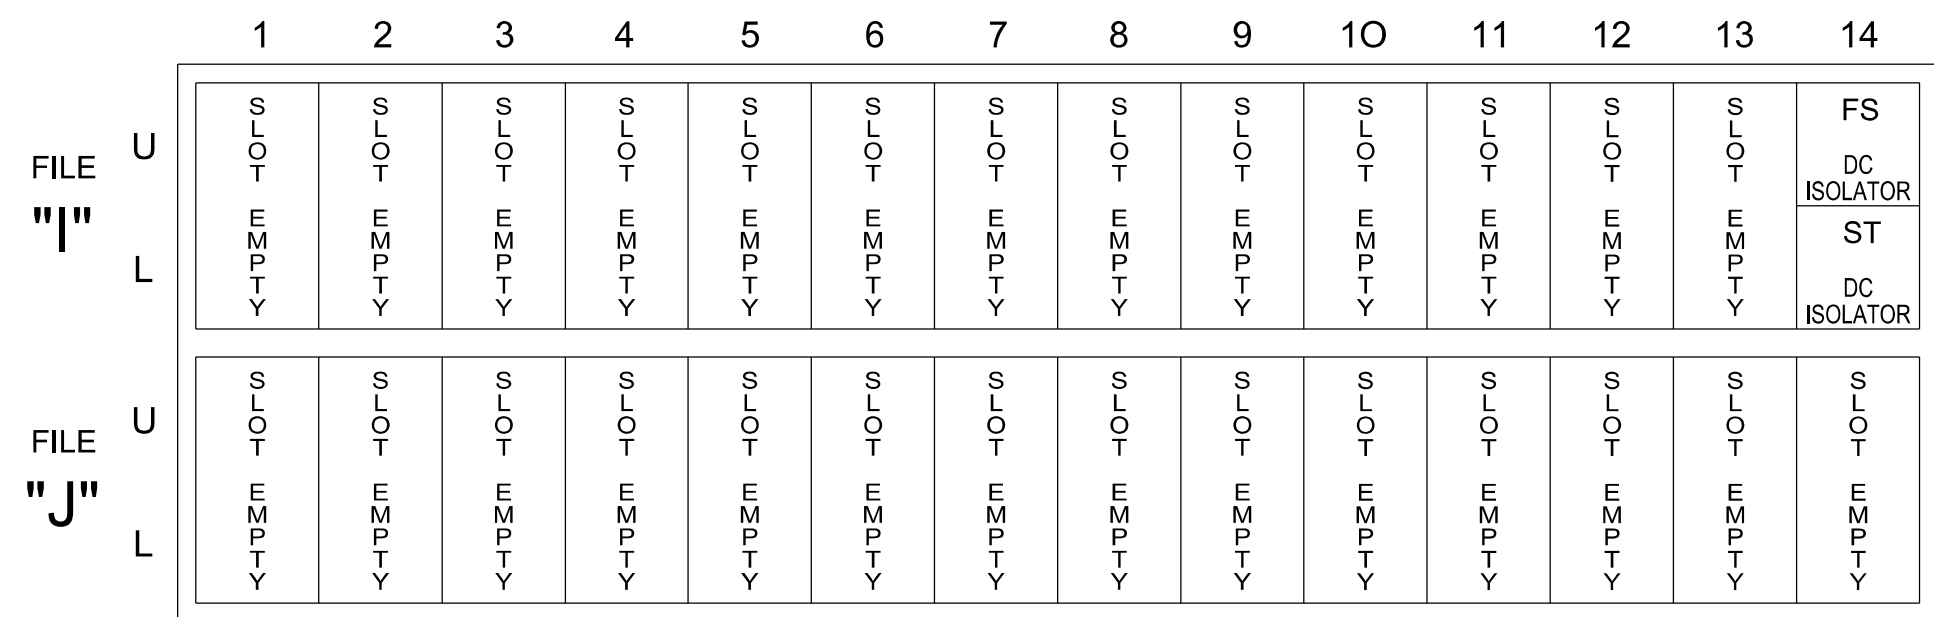 1 2 3 4 5 6 7 8 9 10 11 12 13 14
FILE "I"
U
L
SLOT EMPTY SLOT EMPTY SLOT EMPTY SLOT EMPTY SLOT EMPTY SLOT EMPTY SLOT EMPTY SLOT EMPTY SLOT EMPTY SLOT EMPTY SLOT EMPTY SLOT EMPTY SLOT EMPTY
FS
DC
ISOLATOR
ST
DC
ISOLATOR
FILE "J"
U
L
SLOT EMPTY SLOT EMPTY SLOT EMPTY SLOT EMPTY SLOT EMPTY SLOT EMPTY SLOT EMPTY SLOT EMPTY SLOT EMPTY SLOT EMPTY SLOT EMPTY SLOT EMPTY SLOT EMPTY SLOT EMPTY